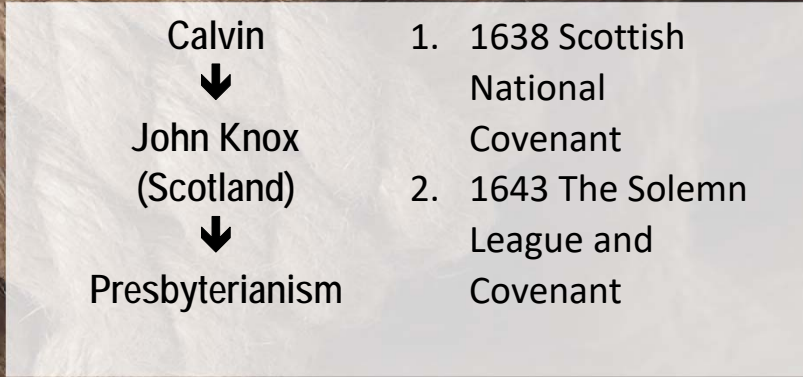 Calvin
🡻
John Knox
(Scotland)
🡻
Presbyterianism
1. 1638 Scottish
National
Covenant
2. 1643 The Solemn
League and
Covenant